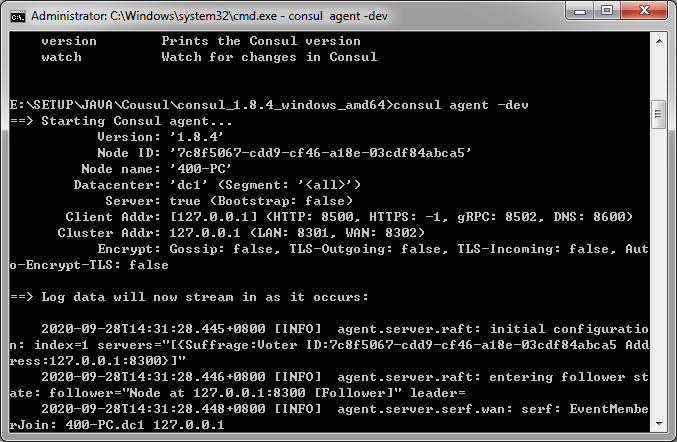 Administrator: C:\Windows\system32\cmd.exe - consul  agent -dev
    version        Prints the Consul version
    watch          Watch for changes in Consul
E:\SETUP\JAVA\Cousul\consul_1.8.4_windows_amd64>consul agent -dev
==> Starting Consul agent...
           Version: '1.8.4'
           Node ID: '7c8f5067-cdd9-cf46-a18e-03cdf84abca5'
         Node name: '400-PC'
        Datacenter: 'dc1' (Segment: '<all>')
            Server: true (Bootstrap: false)
       Client Addr: [127.0.0.1] (HTTP: 8500, HTTPS: -1, gRPC: 8502, DNS: 8600)
      Cluster Addr: 127.0.0.1 (LAN: 8301, WAN: 8302)
           Encrypt: Gossip: false, TLS-Outgoing: false, TLS-Incoming: false, Aut
o-Encrypt-TLS: false
==> Log data will now stream in as it occurs:
    2020-09-28T14:31:28.445+0800 [INFO]  agent.server.raft: initial configuratio
n: index=1 servers="[{Suffrage:Voter ID:7c8f5067-cdd9-cf46-a18e-03cdf84abca5 Add
ress:127.0.0.1:8300}]"
    2020-09-28T14:31:28.446+0800 [INFO]  agent.server.raft: entering follower st
ate: follower="Node at 127.0.0.1:8300 [Follower]" leader=
    2020-09-28T14:31:28.448+0800 [INFO]  agent.server.serf.wan: serf: EventMembe
rJoin: 400-PC.dc1 127.0.0.1